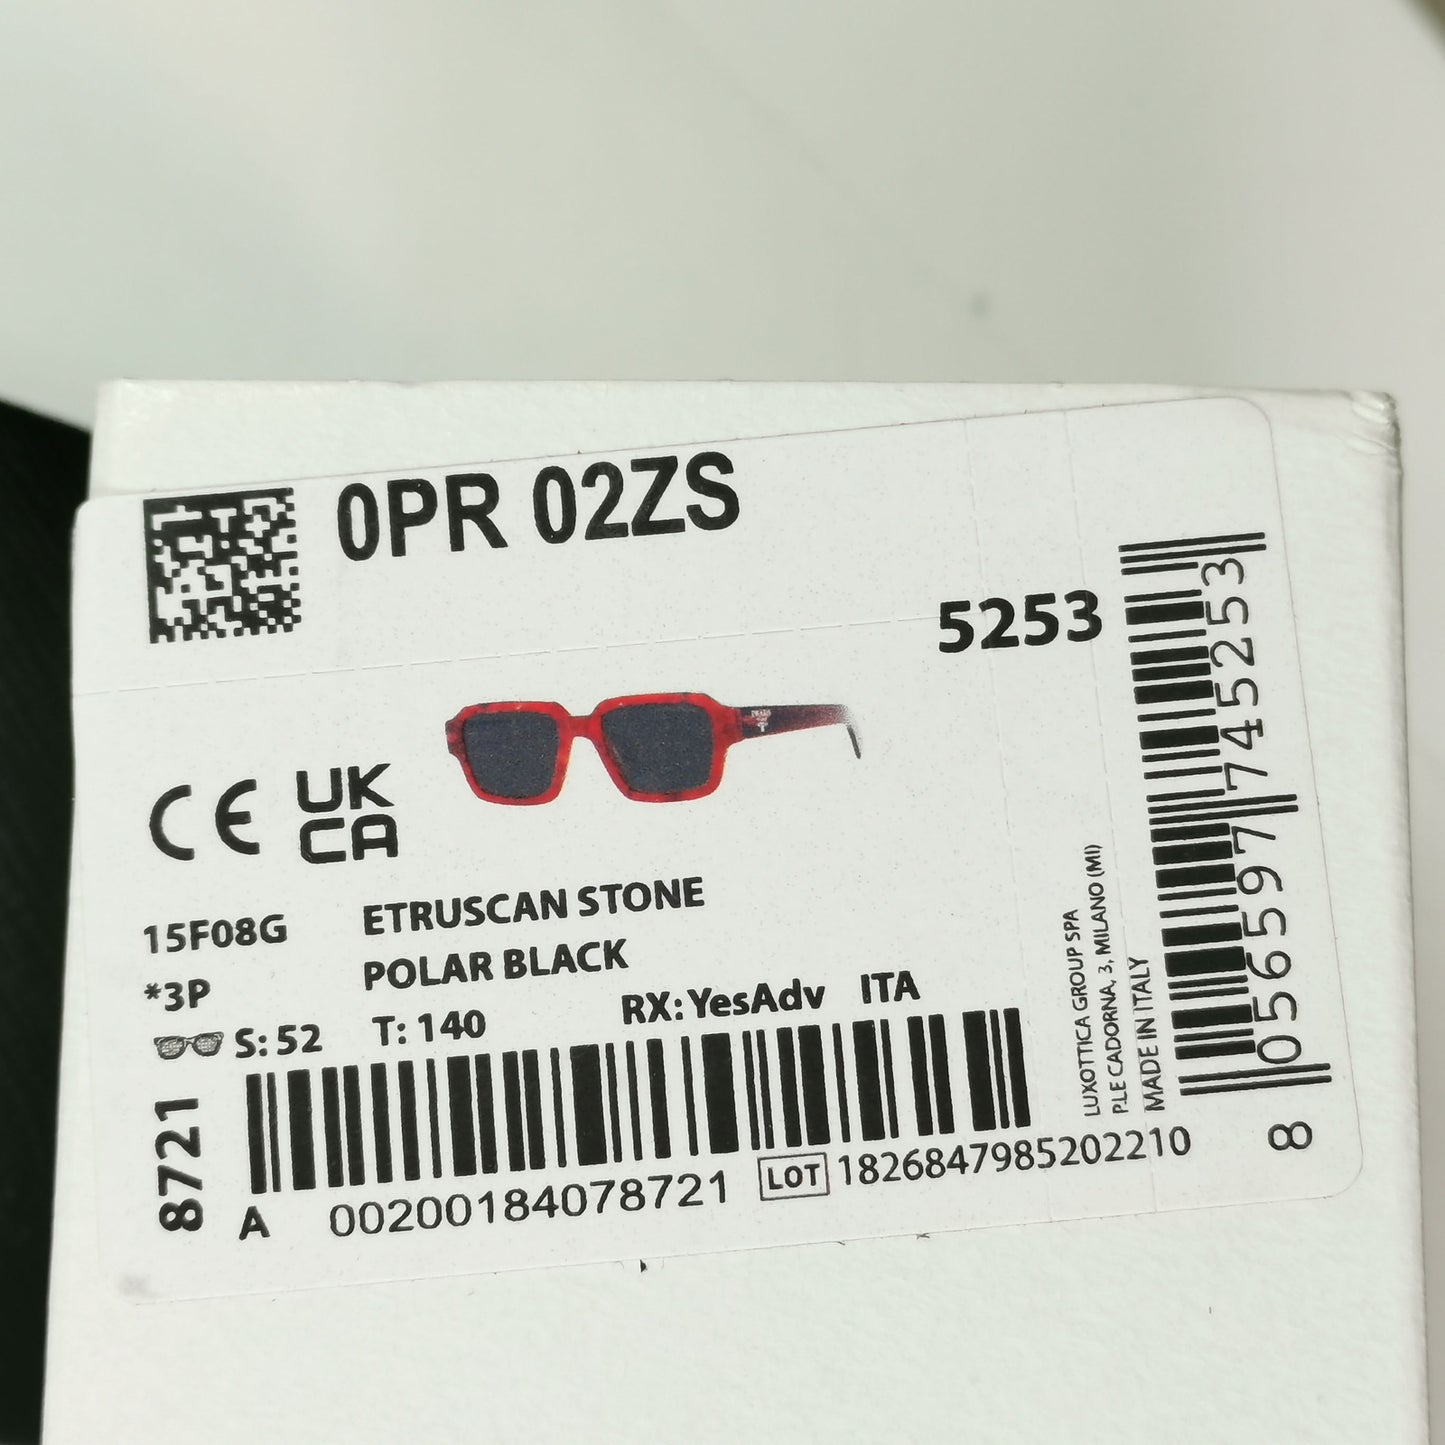 0PR 02ZS
5253
CE UK CA
15F08G ETRUSCAN STONE
*3P POLAR BLACK
S: 52 T: 140 RX: YesAdv ITA
8721
A 00200184078721 LOT 1826847985202210
LUXOTTICA GROUP SPA
P.LE CADORNA, 3, MILANO (MI)
MADE IN ITALY
8 056597 745253